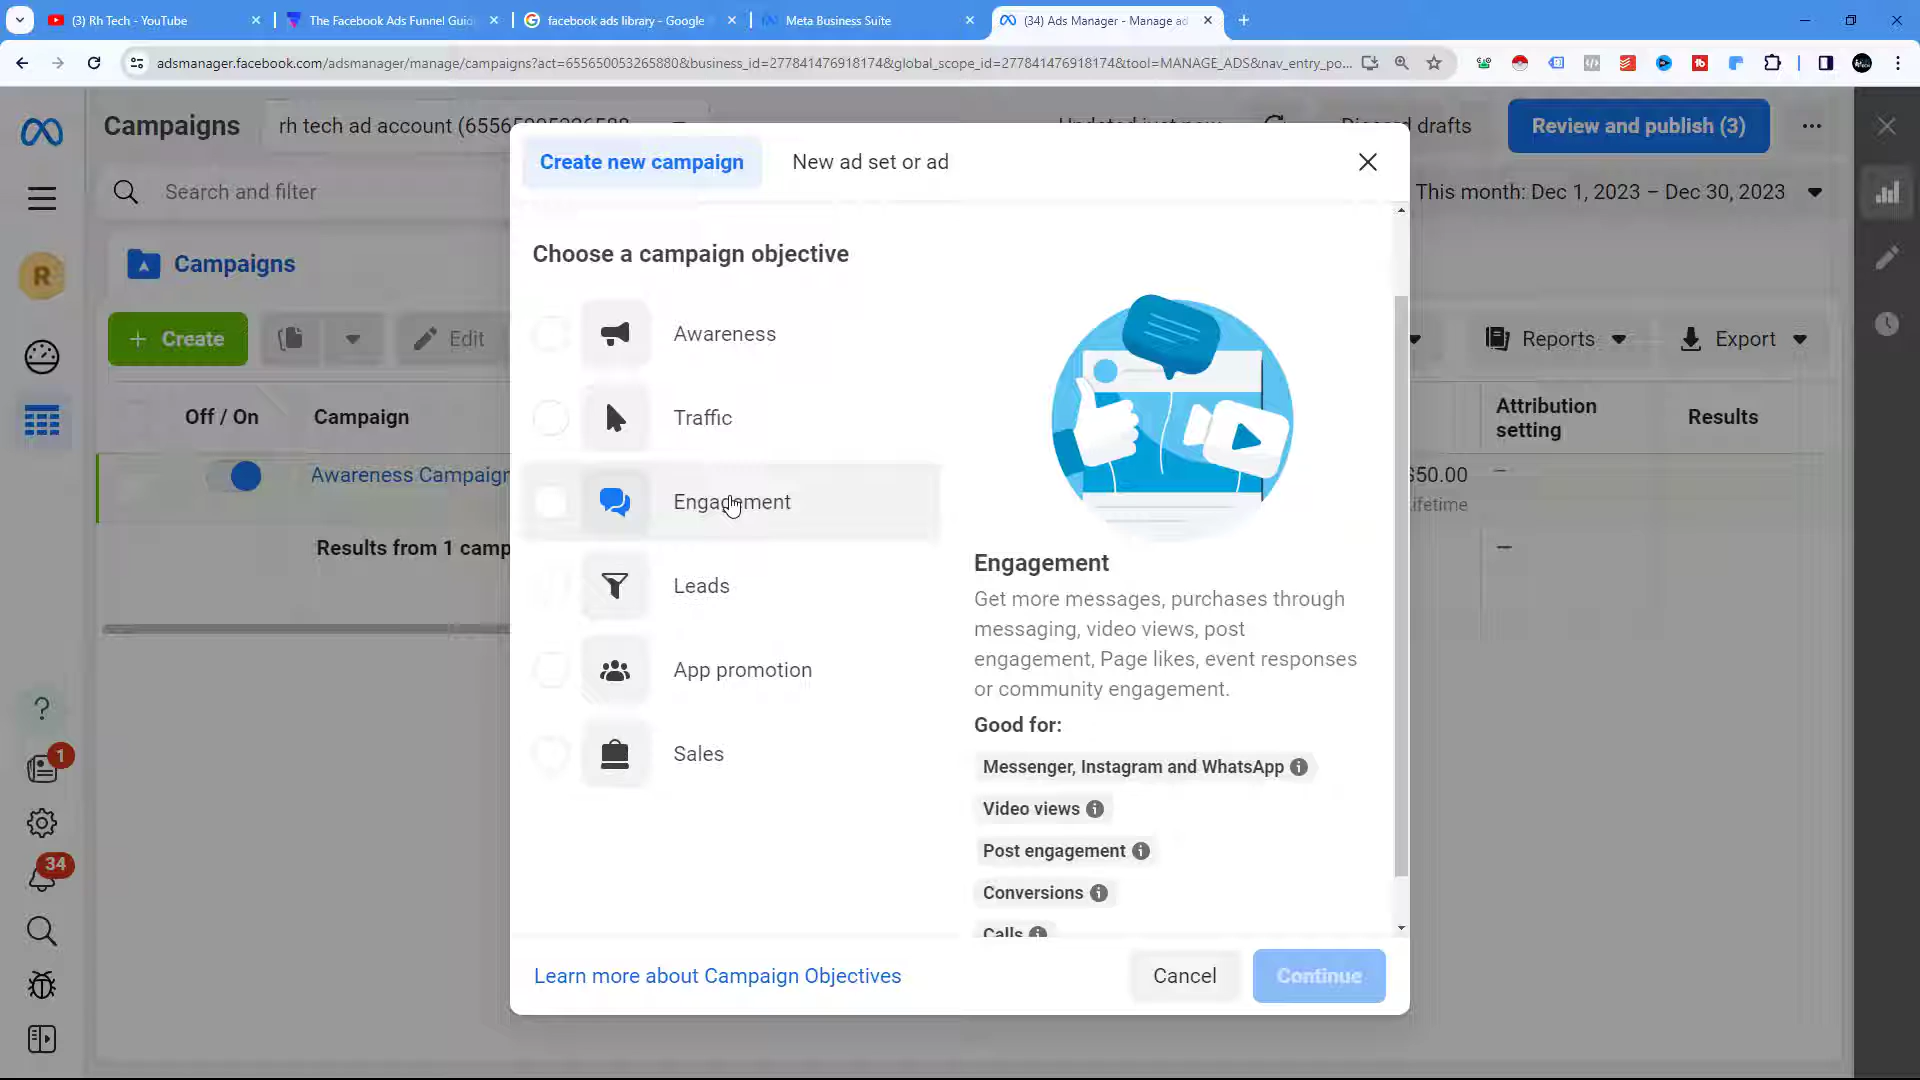 (3) Rh Tech - YouTube
The Facebook Ads Funnel Guid
facebook ads library - Google
Meta Business Suite
(34) Ads Manager - Manage ad
adsmanager.facebook.com/adsmanager/manage/campaigns?act=655650053265880&business_id=277841476918174&global_scope_id=277841476918174&tool=MANAGE_ADS&nav_entry_po...
Campaigns
rh tech ad account
Updated just now
Discard drafts
Review and publish (3)
Create new campaign
New ad set or ad
Search and filter
This month: Dec 1, 2023 – Dec 30, 2023
R
Campaigns
Choose a campaign objective
+ Create
Edit
Reports
Export
Awareness
Traffic
Engagement
Leads
App promotion
Sales
Off / On
Campaign
Attribution
setting
Results
Awareness Campaign
$50.00
Lifetime
Results from 1 camp
Engagement
Get more messages, purchases through
messaging, video views, post
engagement, Page likes, event responses
or community engagement.
Good for:
Messenger, Instagram and WhatsApp
Video views
Post engagement
Conversions
Calls
1
34
Learn more about Campaign Objectives
Cancel
Continue